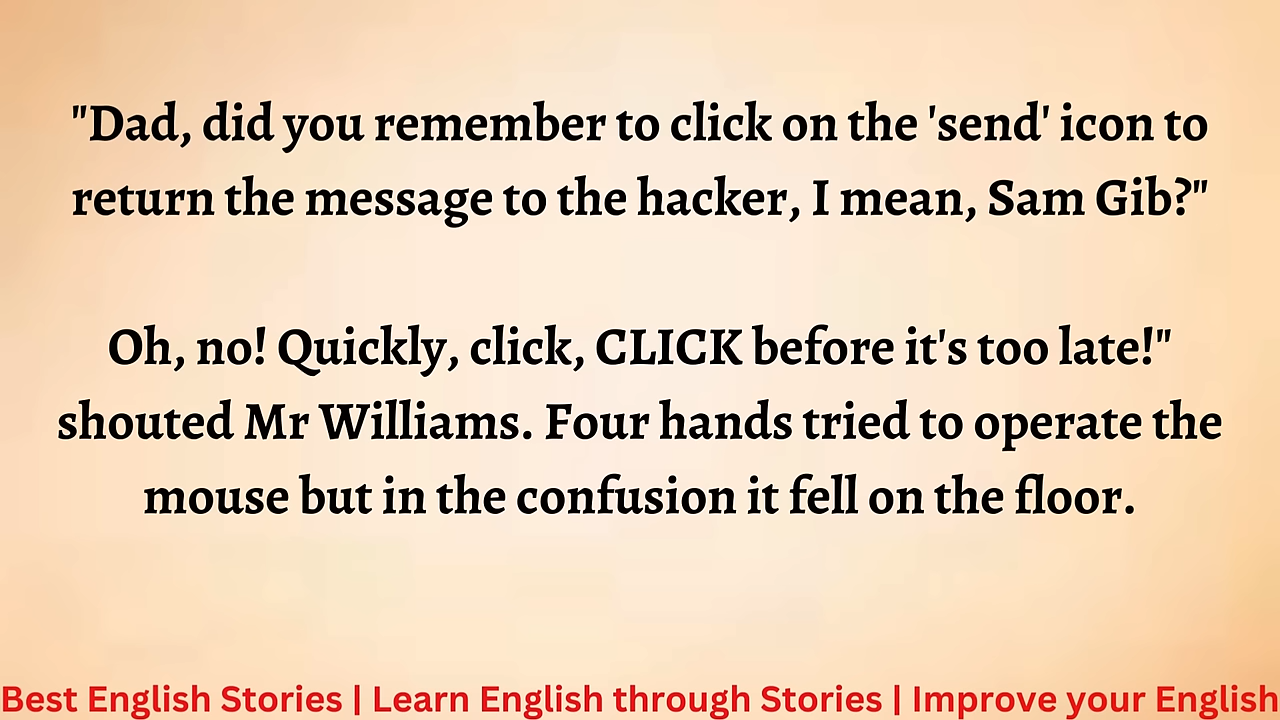 "Dad, did you remember to click on the 'send' icon to
return the message to the hacker, I mean, Sam Gib?"
Oh, no! Quickly, click, CLICK before it's too late!"
shouted Mr Williams. Four hands tried to operate the
mouse but in the confusion it fell on the floor.
Best English Stories | Learn English through Stories | Improve your English